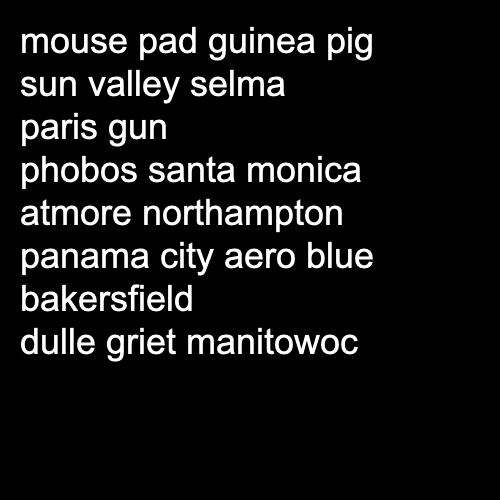 mouse pad guinea pig
sun valley selma
paris gun
phobos santa monica
atmore northampton
panama city aero blue
bakersfield
dulle griet manitowoc